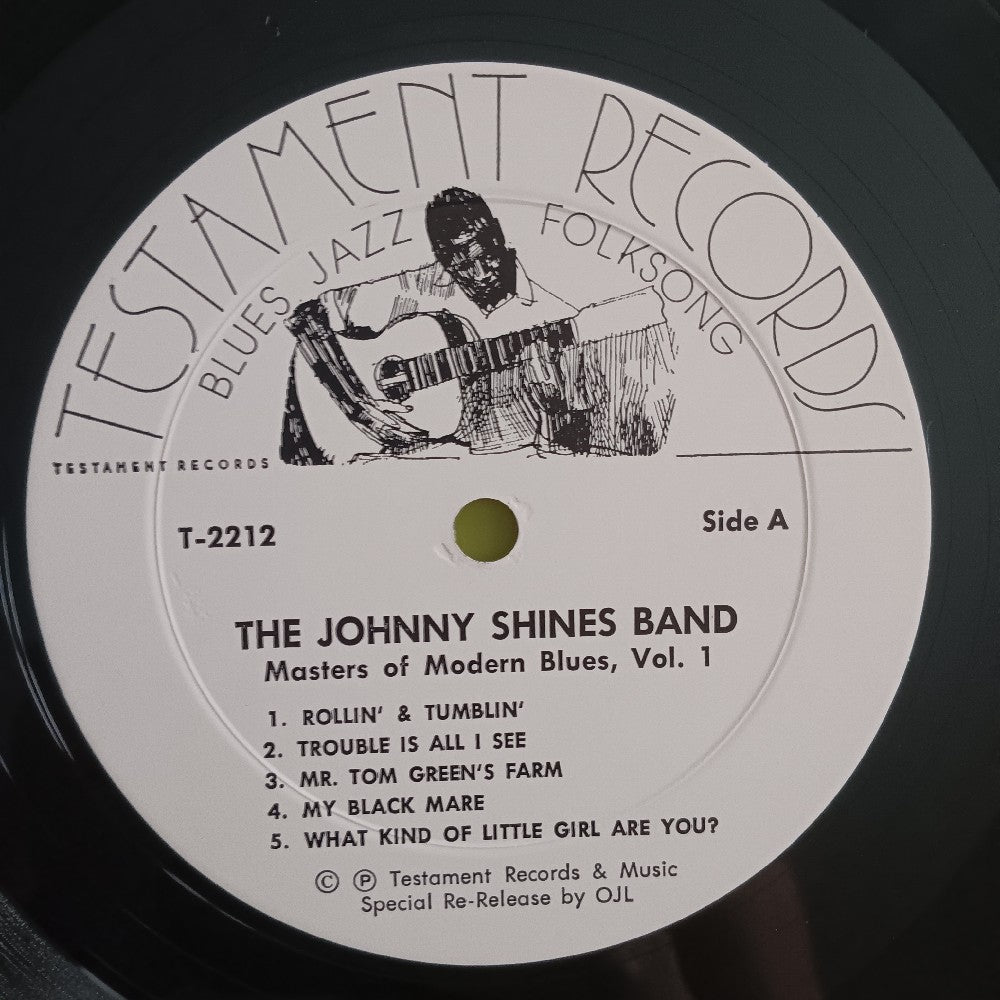 TESTAMENT RECORDS
BLUES JAZZ FOLKSONG
TESTAMENT RECORDS
T-2212
Side A
THE JOHNNY SHINES BAND
Masters of Modern Blues, Vol. 1
1. ROLLIN' & TUMBLIN'
2. TROUBLE IS ALL I SEE
3. MR. TOM GREEN'S FARM
4. MY BLACK MARE
5. WHAT KIND OF LITTLE GIRL ARE YOU?
© ℗ Testament Records & Music
Special Re-Release by OJL